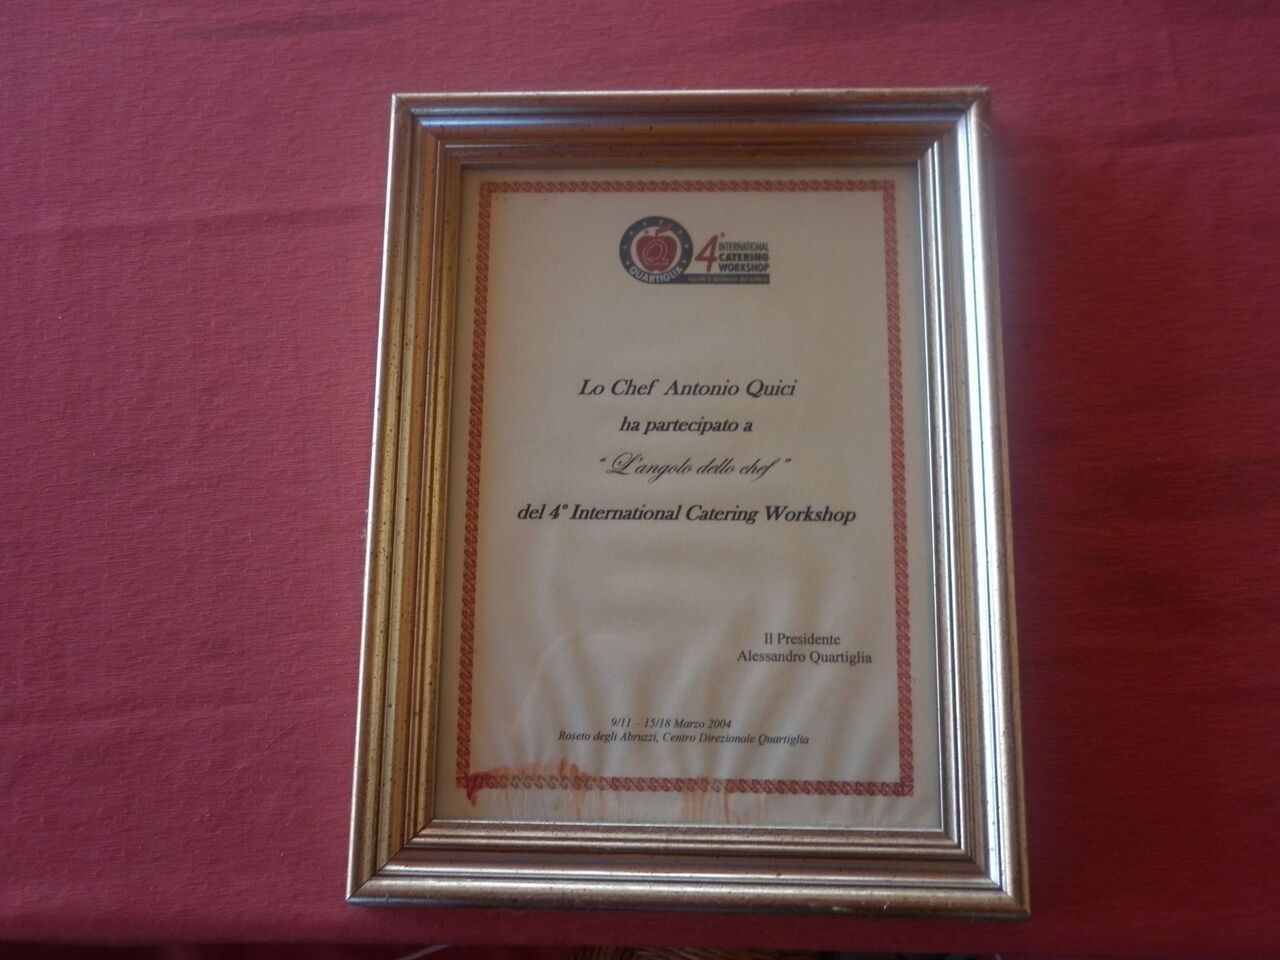 QUARTIGLIA
4° INTERNATIONAL
CATERING
WORKSHOP
Lo Chef Antonio Quici
ha partecipato a
“ L'angolo dello chef ”
del 4° International Catering Workshop
Il Presidente
Alessandro Quartiglia
9/11 – 15/18 Marzo 2004
Roseto degli Abruzzi, Centro Direzionale Quartiglia